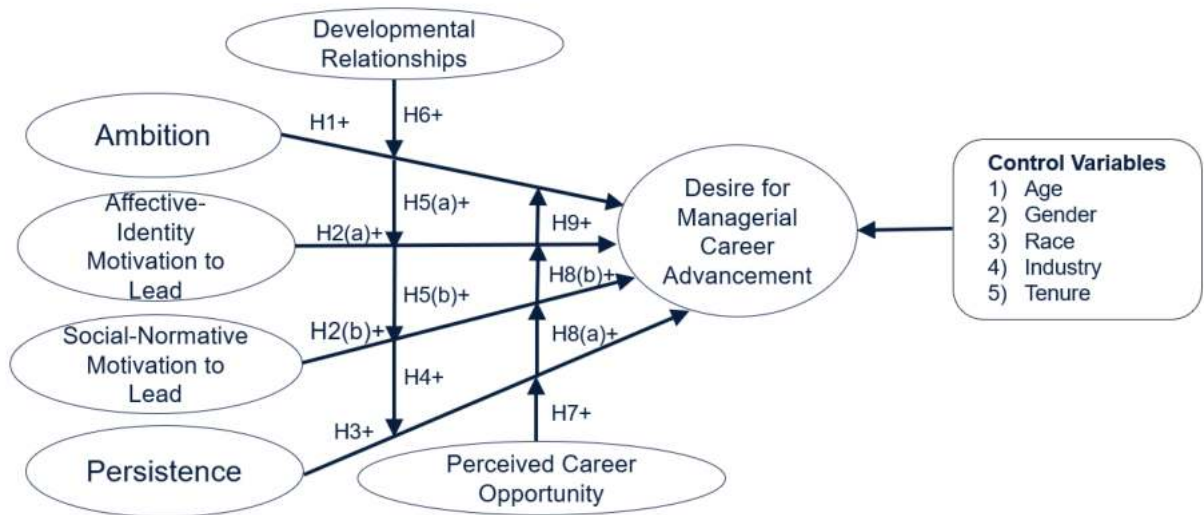 Developmental
Relationships
H1+
H6+
Ambition
Control Variables
1) Age
2) Gender
3) Race
4) Industry
5) Tenure
Desire for
Managerial
Career
Advancement
Affective-
Identity
Motivation to
Lead
H5(a)+
H2(a)+
H9+
H8(b)+
H5(b)+
Social-Normative
Motivation to
Lead
H2(b)+
H8(a)+
H4+
H3+
H7+
Persistence
Perceived Career
Opportunity